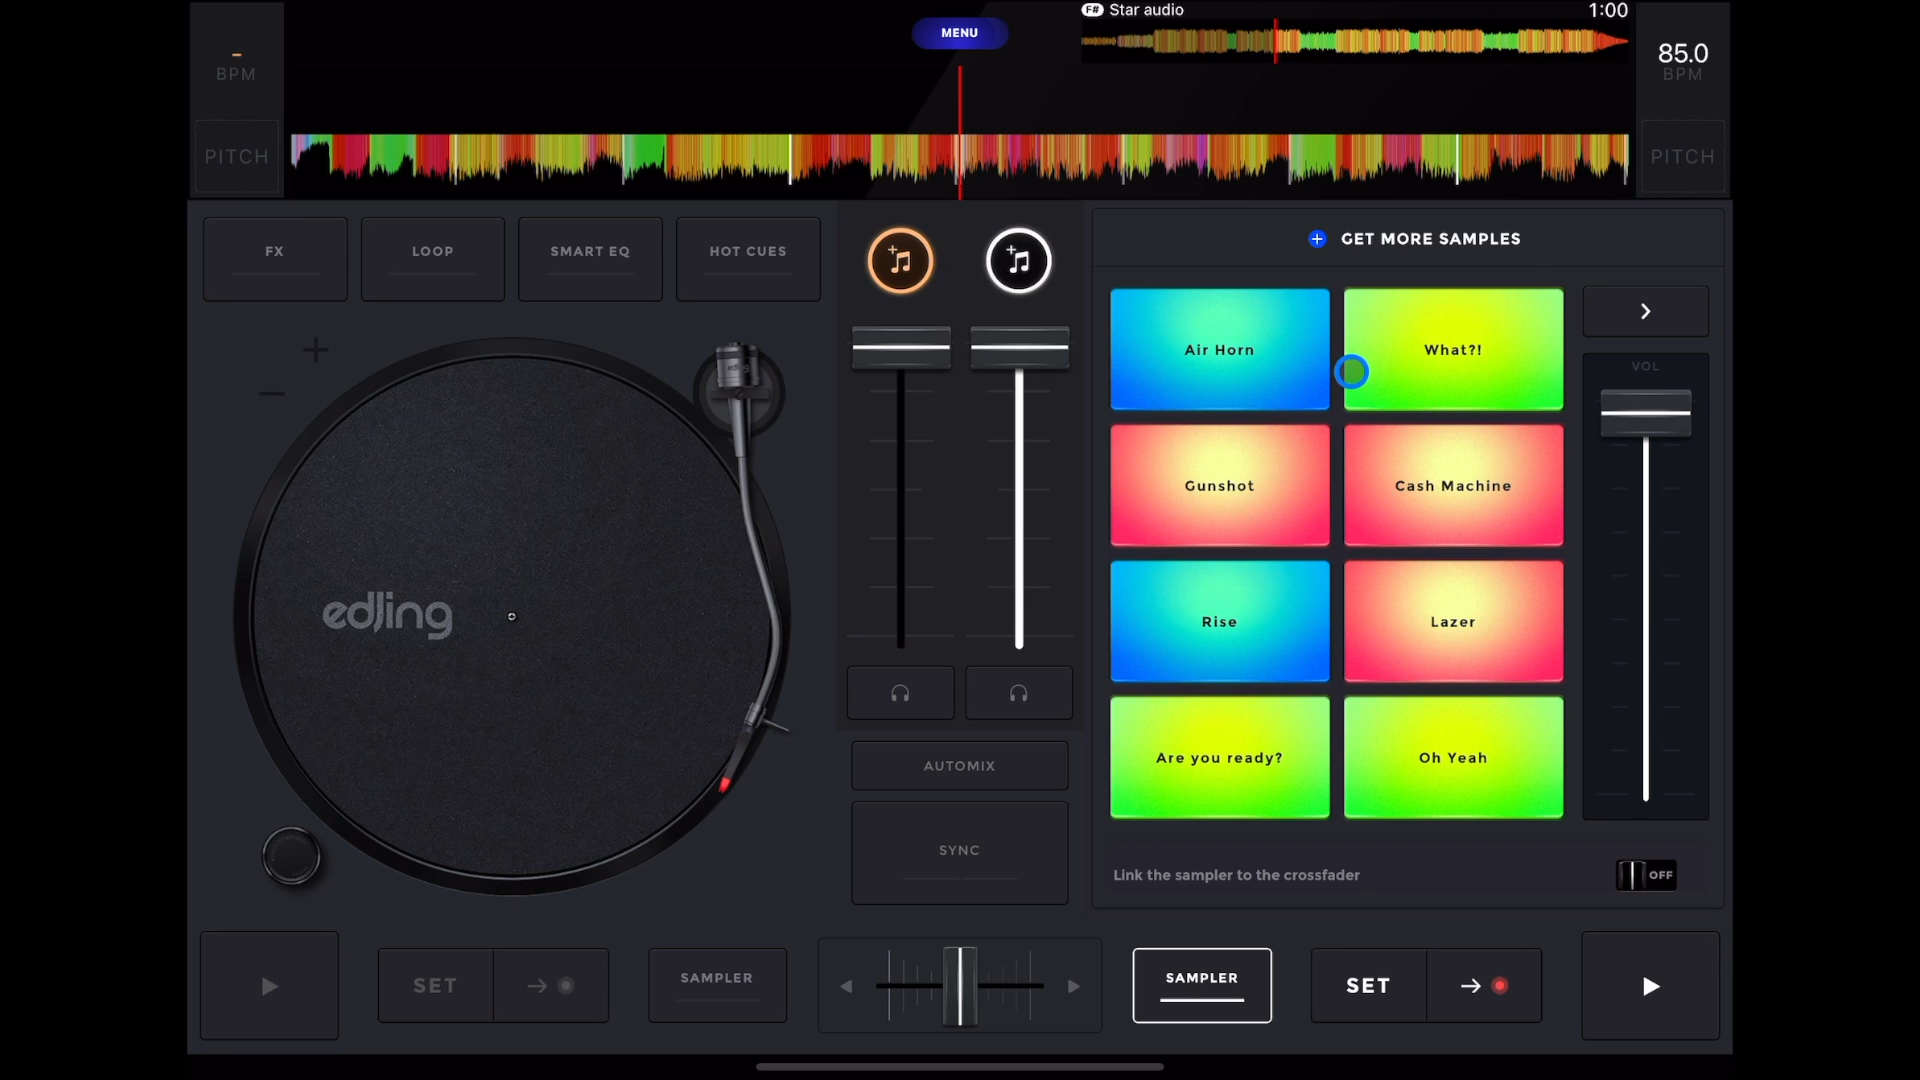 F# Star audio 1:00
MENU
- 85.0
BPM BPM
PITCH PITCH
FX LOOP SMART EQ HOT CUES
+ GET MORE SAMPLES
Air Horn What?!
VOL
Gunshot Cash Machine
edjing
Rise Lazer
Are you ready? Oh Yeah
AUTOMIX
SYNC
Link the sampler to the crossfader OFF
SET SAMPLER SAMPLER SET